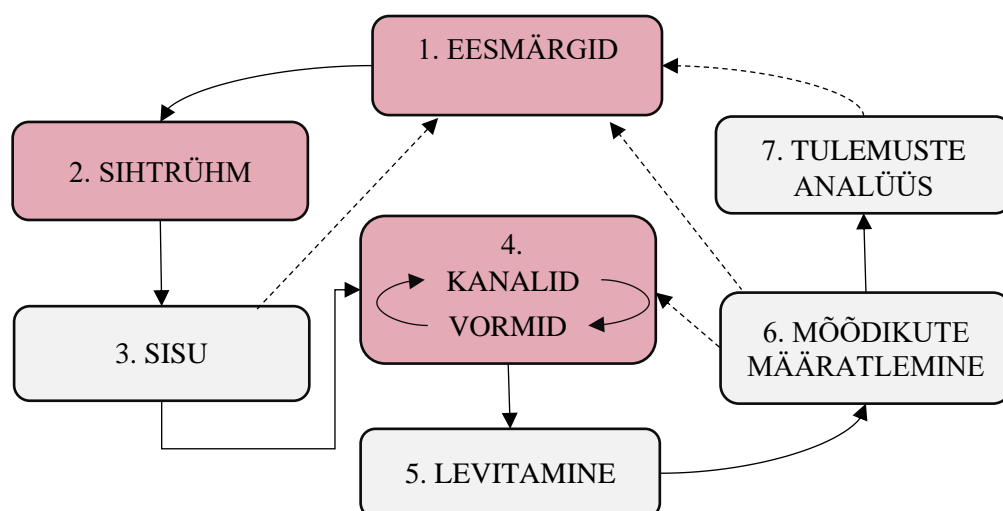 1. EESMÄRGID
2. SIHTRÜHM
3. SISU
4.
KANALID
VORMID
5. LEVITAMINE
6. MÕÕDIKUTE
MÄÄRATLEMINE
7. TULEMUSTE
ANALÜÜS